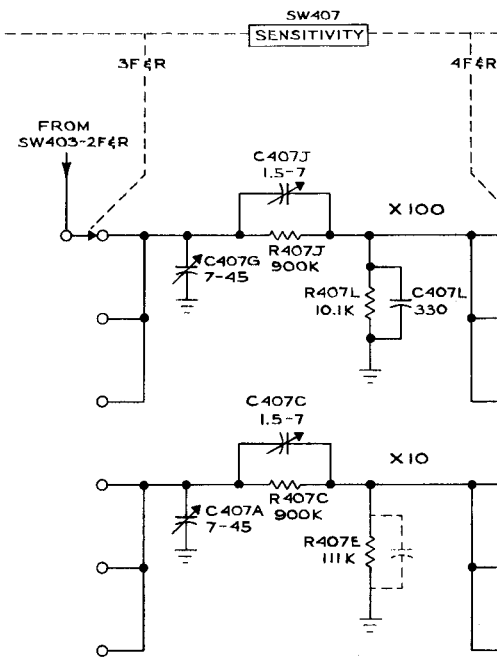 SW407
SENSITIVITY
3F&R
4F&R
FROM
SW403-2F&R
C407J
1.5-7
X100
R407J
900K
C407G
7-45
R407L
10.1K
C407L
330
C407C
1.5-7
X10
R407C
900K
C407A
7-45
R407E
111K